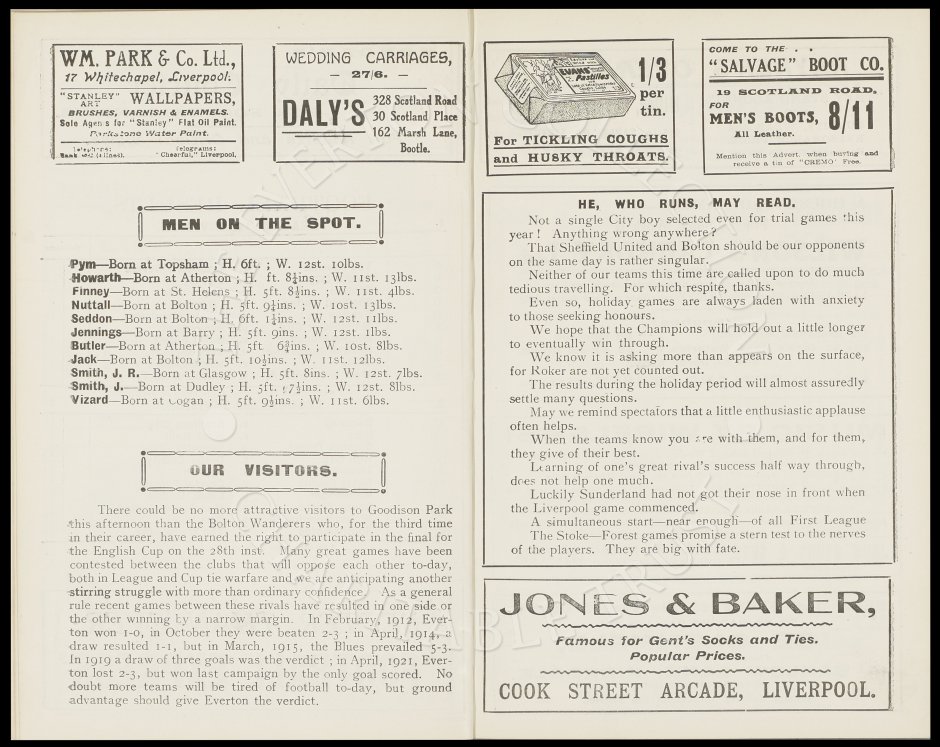 WM. PARK & Co. Ltd.,
17 Whitechapel, Liverpool.
"STANLEY" ART WALLPAPERS,
BRUSHES, VARNISH & ENAMELS.
Sole Agents for "Stanley" Flat Oil Paint.
Parkstone Water Paint.
Telephone: Telegrams:
Bank (2 lines). "Cheerful," Liverpool.
WEDDING CARRIAGES,
— 27/6. —
DALY'S
328 Scotland Road
30 Scotland Place
162 Marsh Lane,
Bootle.
MEN ON THE SPOT.
Pym—Born at Topsham ; H. 6ft. ; W. 12st. 10lbs.
Howarth—Born at Atherton ; H. ft. 8¼ins. ; W. 11st. 13lbs.
Finney—Born at St. Helens ; H. 5ft. 8½ins. ; W. 11st. 4lbs.
Nuttall—Born at Bolton ; H. 5ft. 9¼ins. ; W. 10st. 13lbs.
Seddon—Born at Bolton ; H. 6ft. 1¼ins. ; W. 12st. 11lbs.
Jennings—Born at Barry ; H. 5ft. 9ins. ; W. 12st. 1lbs.
Butler—Born at Atherton ; H. 5ft 6¾ins. ; W. 10st. 8lbs.
Jack—Born at Bolton ; H. 5ft. 10½ins. ; W. 11st. 12lbs.
Smith, J. R.—Born at Glasgow ; H. 5ft. 8ins. ; W. 12st. 7lbs.
Smith, J.—Born at Dudley ; H. 5ft. 7½ins. ; W. 12st. 8lbs.
Vizard—Born at Cogan ; H. 5ft. 9½ins. ; W. 11st. 6lbs.
OUR VISITORS.
There could be no more attractive visitors to Goodison Park
this afternoon than the Bolton Wanderers who, for the third time
in their career, have earned the right to participate in the final for
the English Cup on the 28th inst. Many great games have been
contested between the clubs that will oppose each other to-day,
both in League and Cup tie warfare and we are anticipating another
stirring struggle with more than ordinary confidence. As a general
rule recent games between these rivals have resulted in one side or
the other winning by a narrow margin. In February, 1912, Ever-
ton won 1-0, in October they were beaten 2-3 ; in April, 1914, a
draw resulted 1-1, but in March, 1915, the Blues prevailed 5-3.
In 1919 a draw of three goals was the verdict ; in April, 1921, Ever-
ton lost 2-3, but won last campaign by the only goal scored. No
doubt more teams will be tired of football to-day, but ground
advantage should give Everton the verdict.
EVANS'
Pastilles
1/3
per
tin.
For TICKLING COUGHS
and HUSKY THROATS.
COME TO THE . .
"SALVAGE" BOOT CO.
19 SCOTLAND ROAD,
FOR
MEN'S BOOTS, 8/11
All Leather.
Mention this Advert. when buying and
receive a tin of "CREMO" Free.
HE, WHO RUNS, MAY READ.
Not a single City boy selected even for trial games this
year ! Anything wrong anywhere ?
That Sheffield United and Bolton should be our opponents
on the same day is rather singular.
Neither of our teams this time are called upon to do much
tedious travelling. For which respite, thanks.
Even so, holiday games are always laden with anxiety
to those seeking honours.
We hope that the Champions will hold out a little longer
to eventually win through.
We know it is asking more than appears on the surface,
for Roker are not yet counted out.
The results during the holiday period will almost assuredly
settle many questions.
May we remind spectators that a little enthusiastic applause
often helps.
When the teams know you are with them, and for them,
they give of their best.
Learning of one's great rival's success half way through,
does not help one much.
Luckily Sunderland had not got their nose in front when
the Liverpool game commenced.
A simultaneous start—near enough—of all First League
The Stoke—Forest games promise a stern test to the nerves
of the players. They are big with fate.
JONES & BAKER,
Famous for Gent's Socks and Ties.
Popular Prices.
COOK STREET ARCADE, LIVERPOOL.